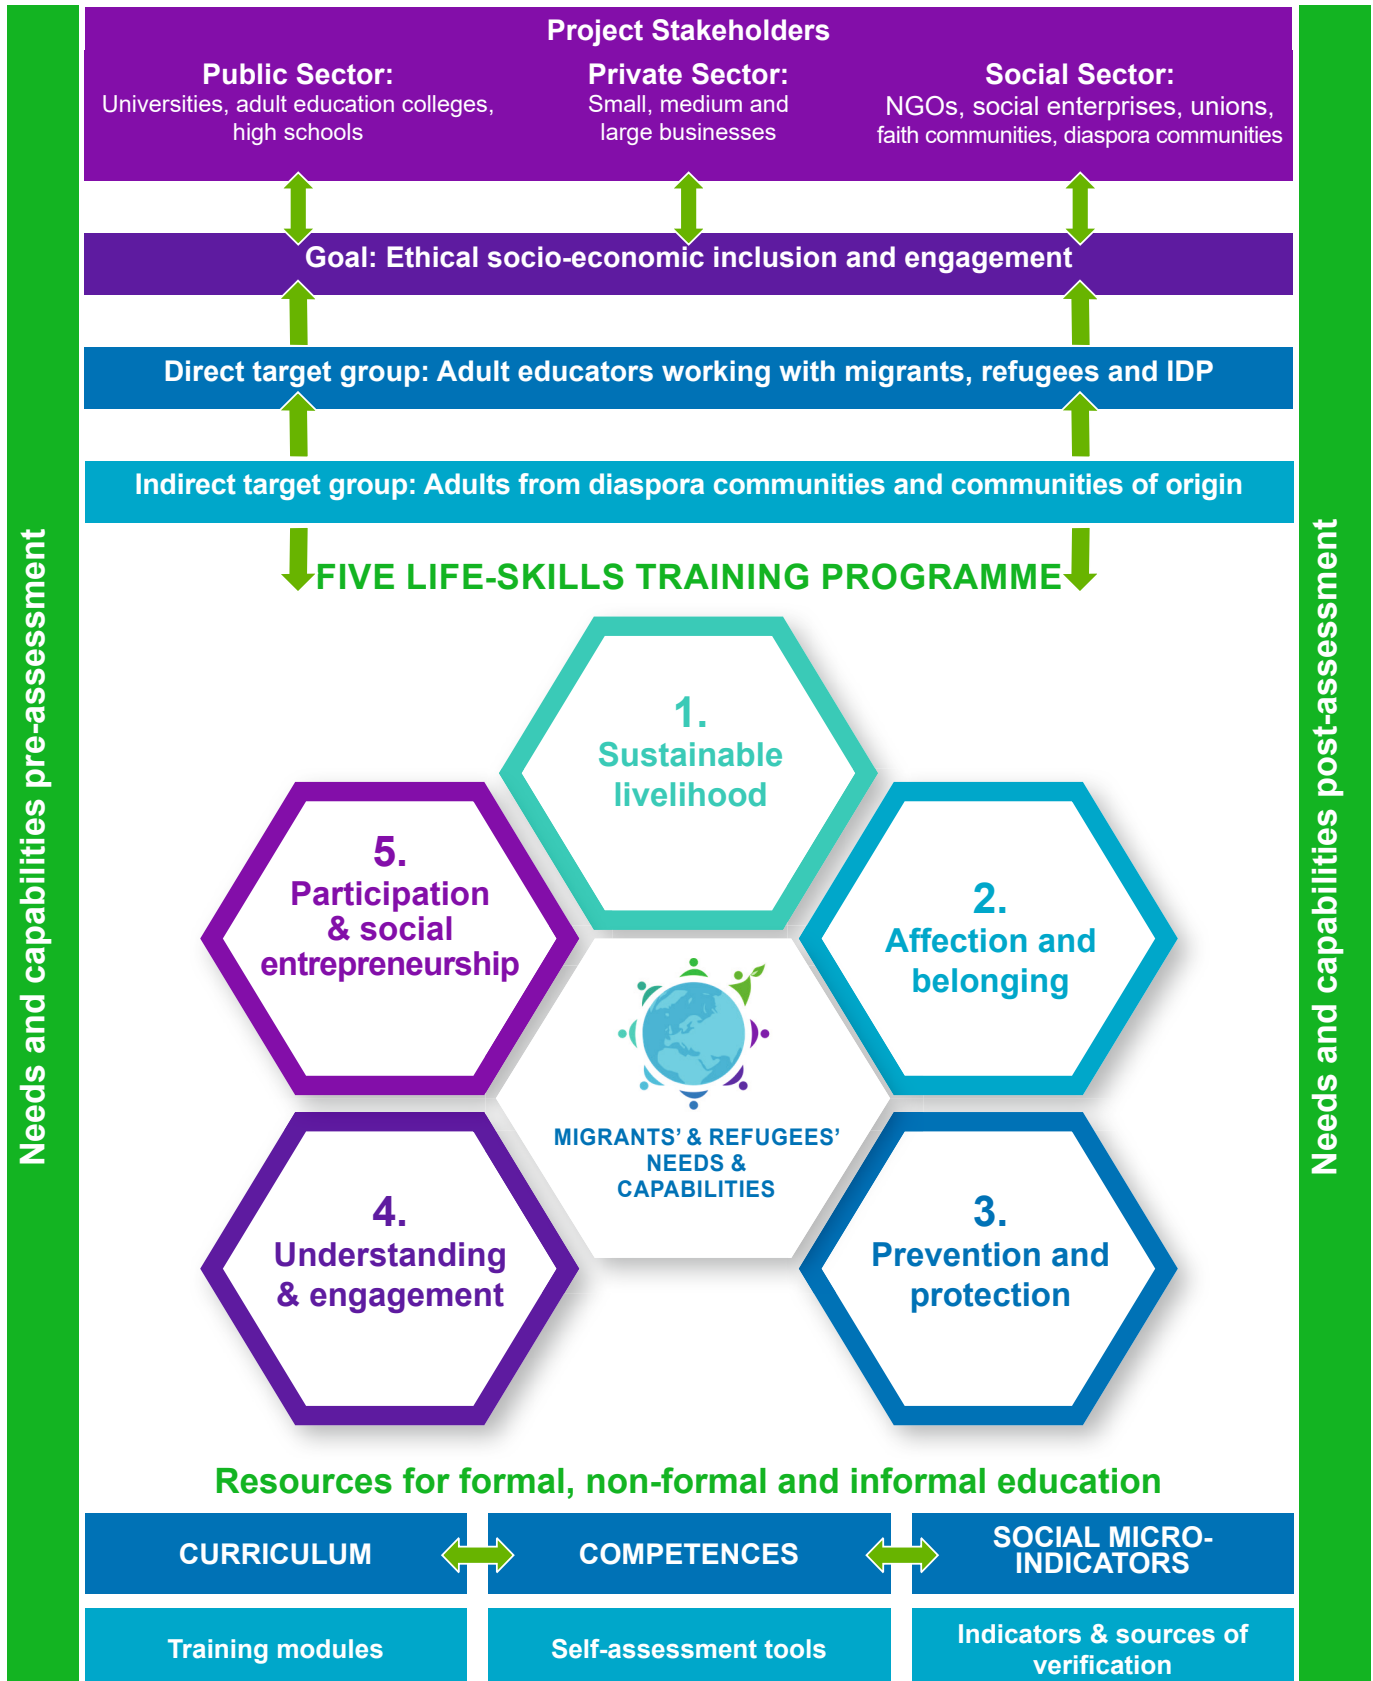 Project Stakeholders
Public Sector:
Universities, adult education colleges,
high schools
Private Sector:
Small, medium and
large businesses
Social Sector:
NGOs, social enterprises, unions,
faith communities, diaspora communities
Goal: Ethical socio-economic inclusion and engagement
Direct target group: Adult educators working with migrants, refugees and IDP
Indirect target group: Adults from diaspora communities and communities of origin
Needs and capabilities pre-assessment
Needs and capabilities post-assessment
FIVE LIFE-SKILLS TRAINING PROGRAMME
1.
Sustainable
livelihood
2.
Affection and
belonging
3.
Prevention and
protection
4.
Understanding
& engagement
5.
Participation
& social
entrepreneurship
MIGRANTS’ & REFUGEES’
NEEDS &
CAPABILITIES
Resources for formal, non-formal and informal education
CURRICULUM
COMPETENCES
SOCIAL MICRO-
INDICATORS
Training modules
Self-assessment tools
Indicators & sources of
verification